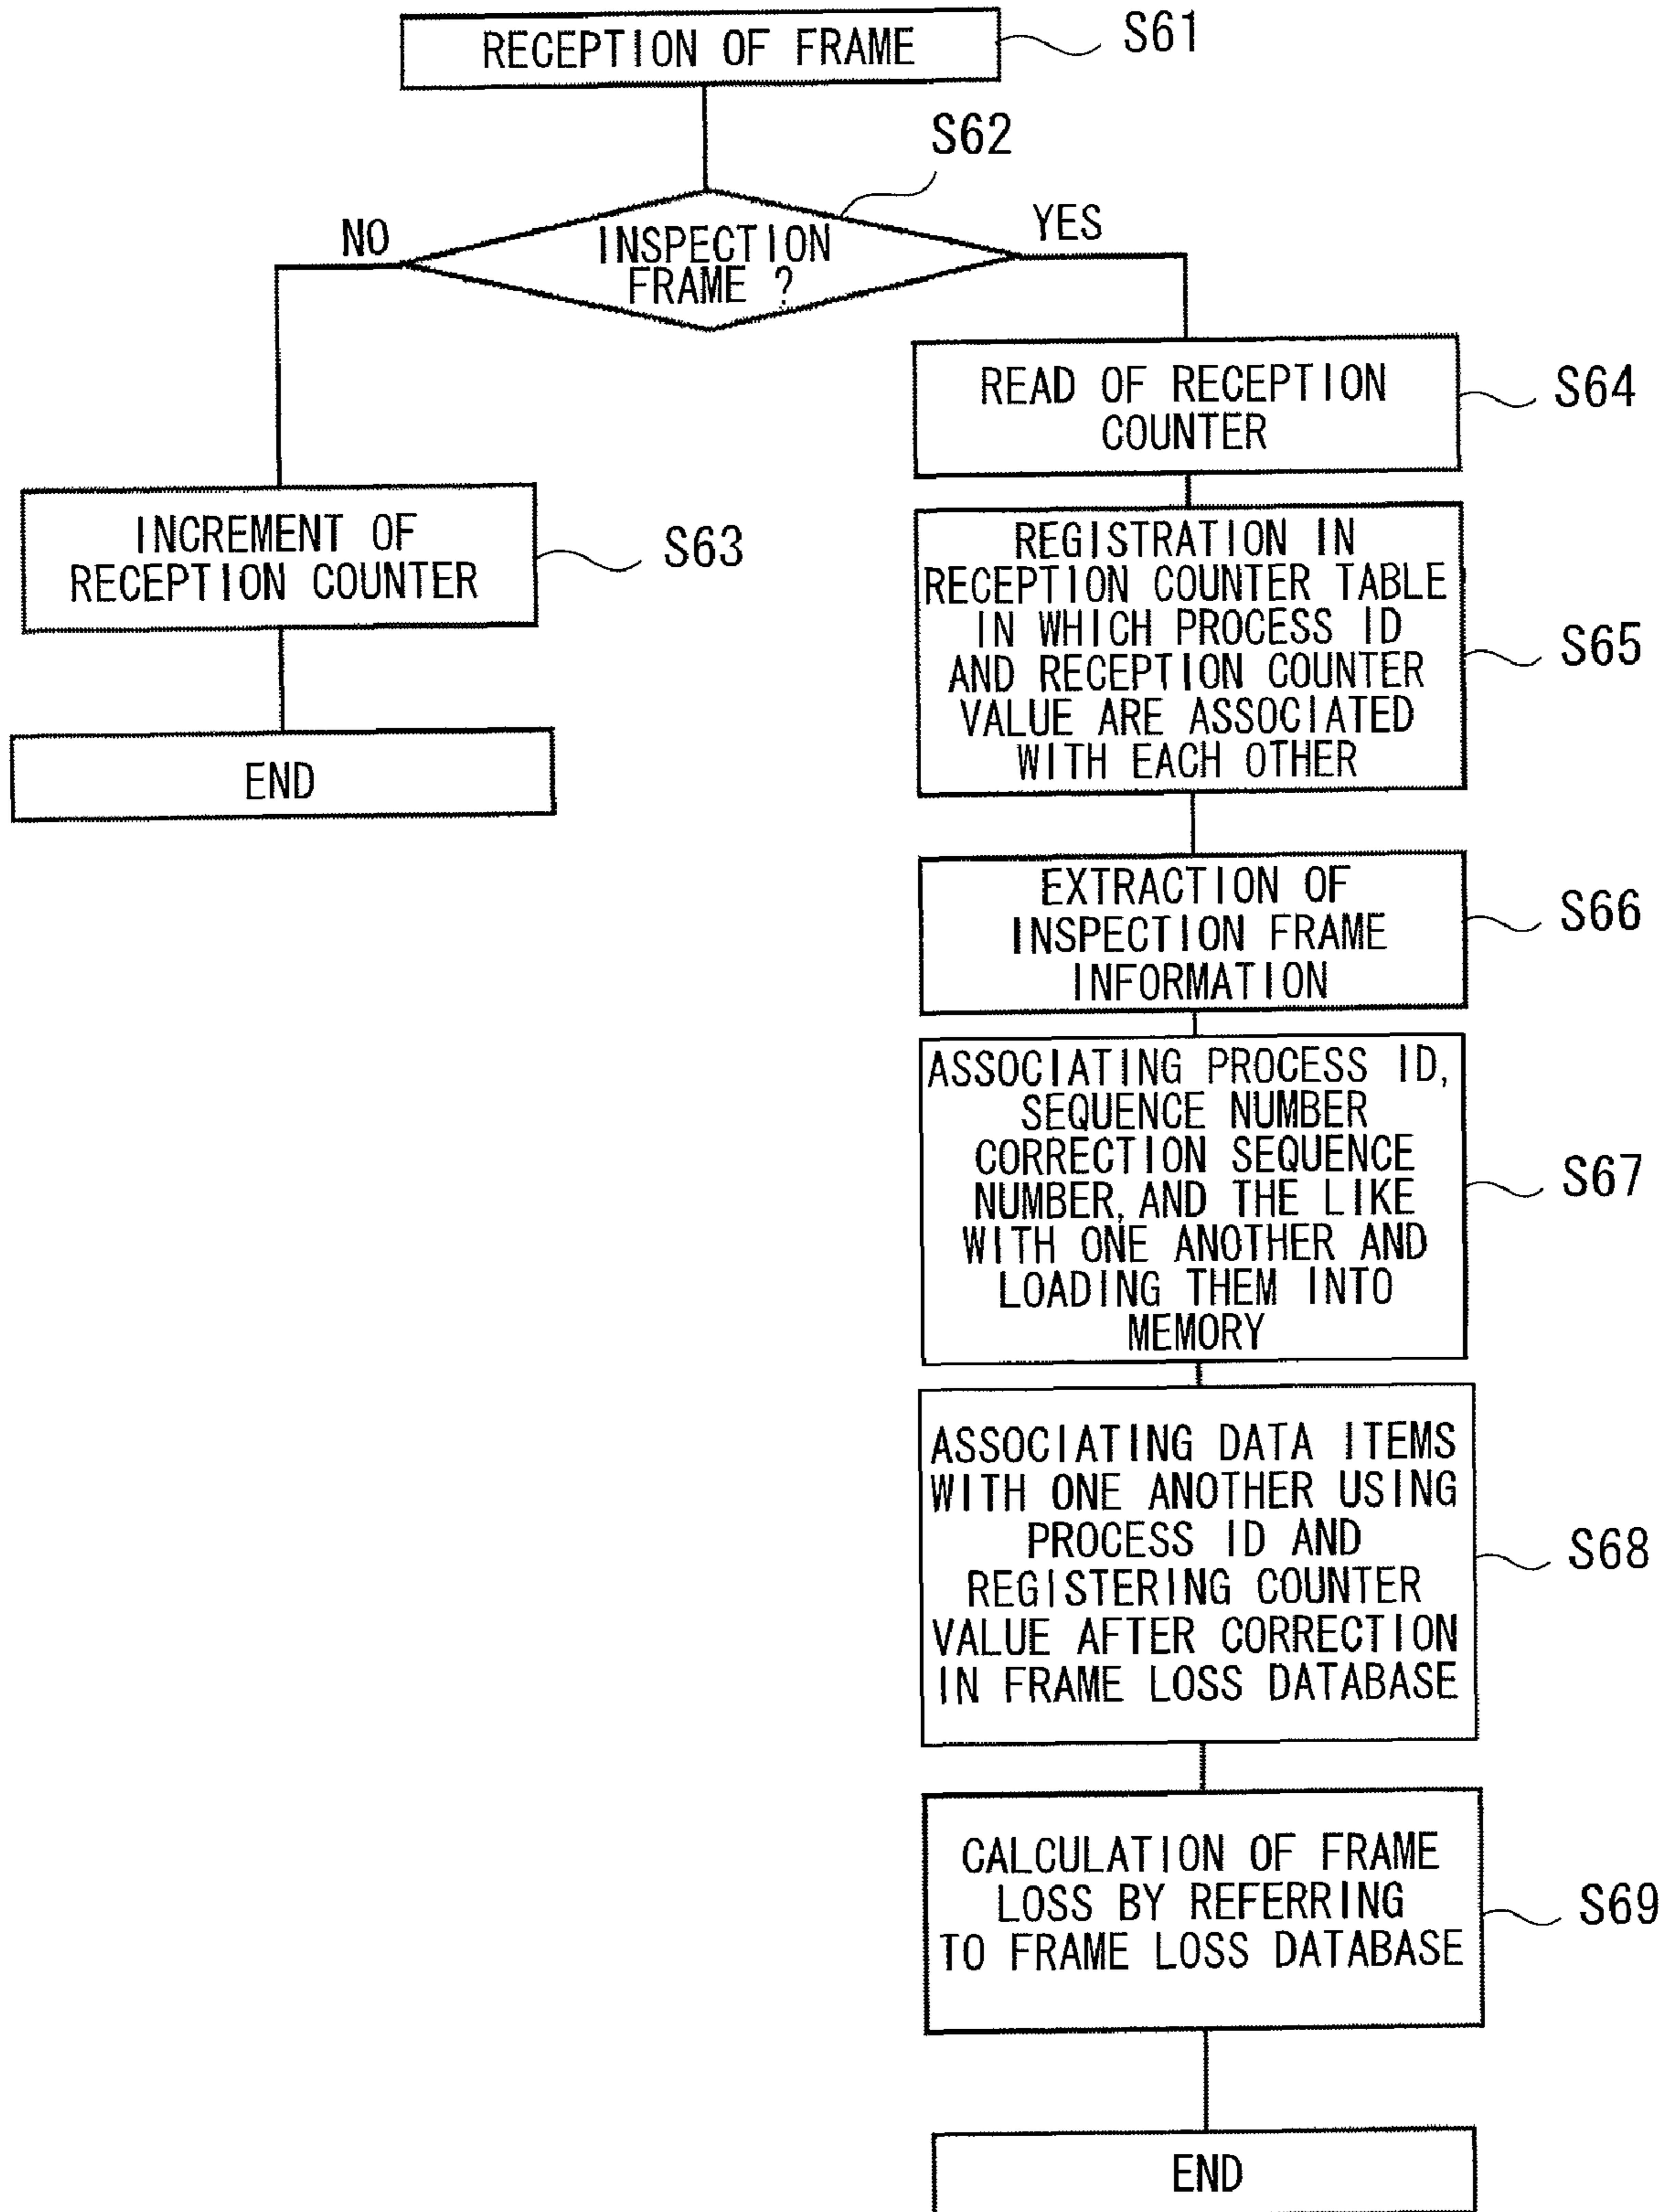 RECEPTION OF FRAME
S61
S62
NO
INSPECTION
FRAME ?
YES
READ OF RECEPTION
COUNTER
S64
INCREMENT OF
RECEPTION COUNTER
S63
END
REGISTRATION IN
RECEPTION COUNTER TABLE
IN WHICH PROCESS ID
AND RECEPTION COUNTER
VALUE ARE ASSOCIATED
WITH EACH OTHER
S65
EXTRACTION OF
INSPECTION FRAME
INFORMATION
S66
ASSOCIATING PROCESS ID,
SEQUENCE NUMBER
CORRECTION SEQUENCE
NUMBER, AND THE LIKE
WITH ONE ANOTHER AND
LOADING THEM INTO
MEMORY
S67
ASSOCIATING DATA ITEMS
WITH ONE ANOTHER USING
PROCESS ID AND
REGISTERING COUNTER
VALUE AFTER CORRECTION
IN FRAME LOSS DATABASE
S68
CALCULATION OF FRAME
LOSS BY REFERRING
TO FRAME LOSS DATABASE
S69
END